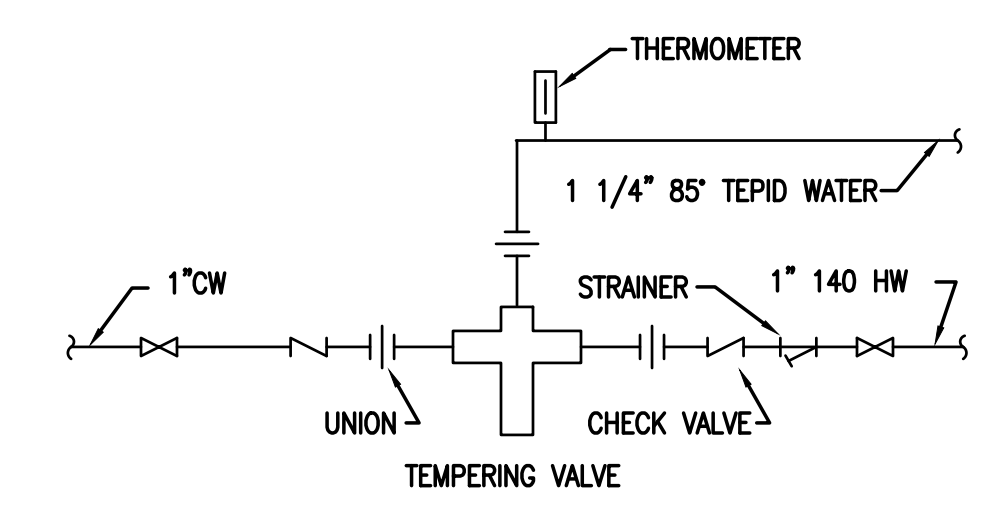 THERMOMETER
1 1/4" 85° TEPID WATER
1"CW
STRAINER
1" 140 HW
UNION
CHECK VALVE
TEMPERING VALVE